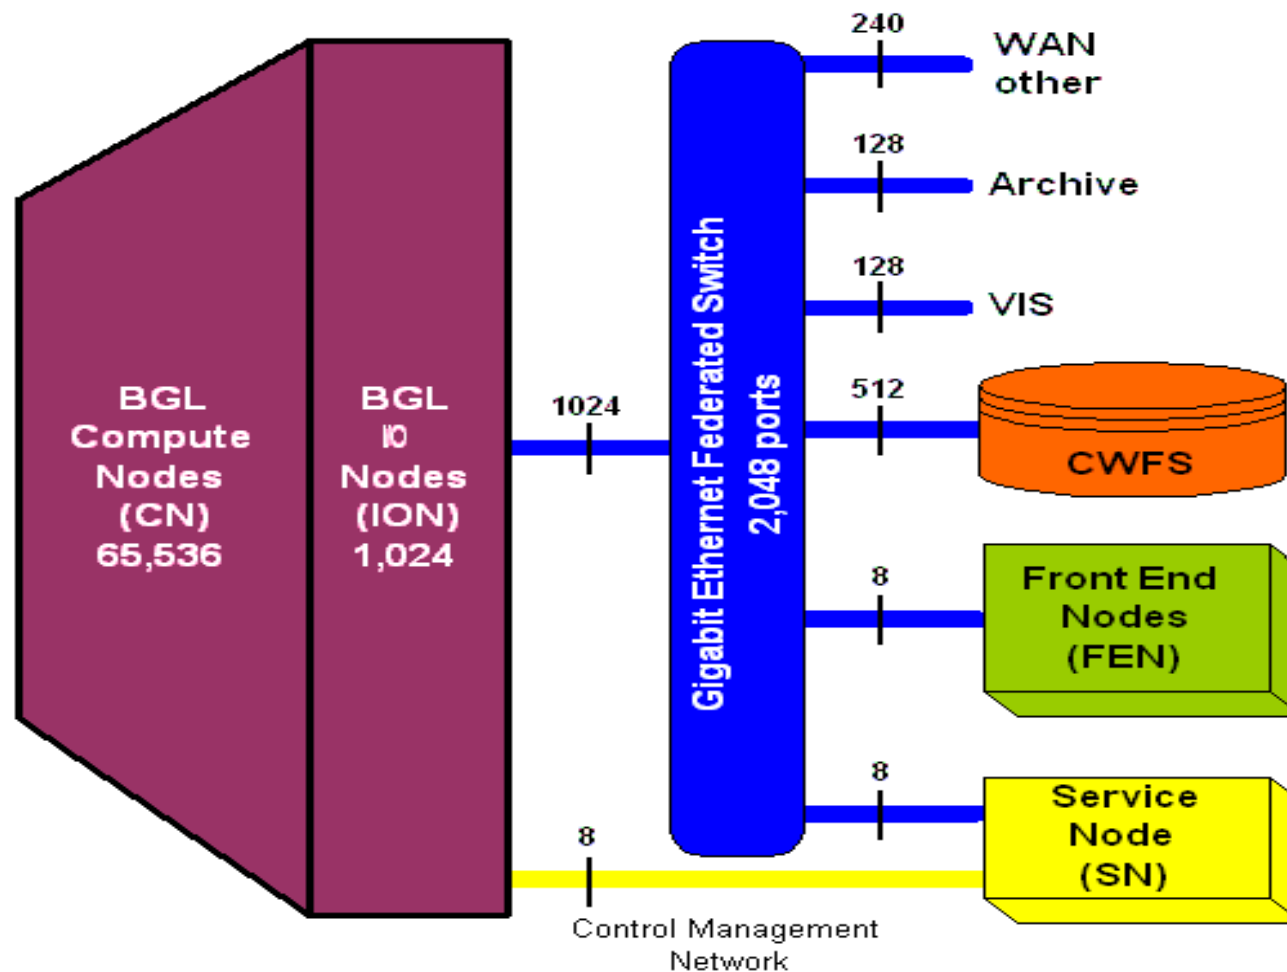 BGL
Compute
Nodes
(CN)
65,536
BGL
I/O
Nodes
(ION)
1,024
1024
8
Control Management
Network
Gigabit Ethernet Federated Switch
2,048 ports
240
WAN
other
128
Archive
128
VIS
512
CWFS
8
Front End
Nodes
(FEN)
8
Service
Node
(SN)